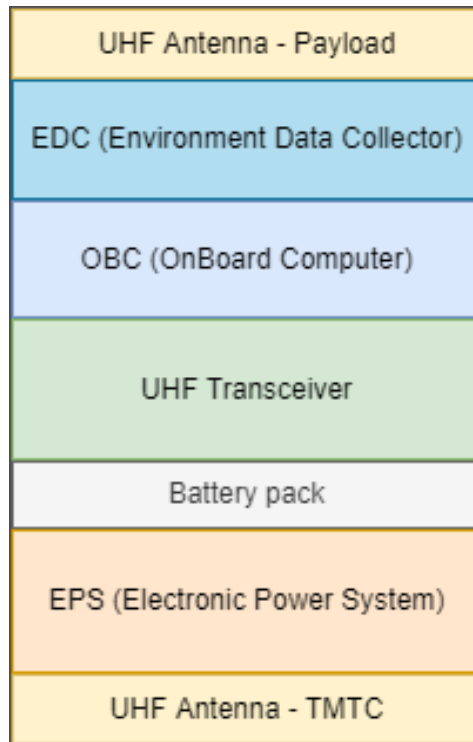 UHF Antenna - Payload
EDC (Environment Data Collector)
OBC (OnBoard Computer)
UHF Transceiver
Battery pack
EPS (Electronic Power System)
UHF Antenna - TMTC